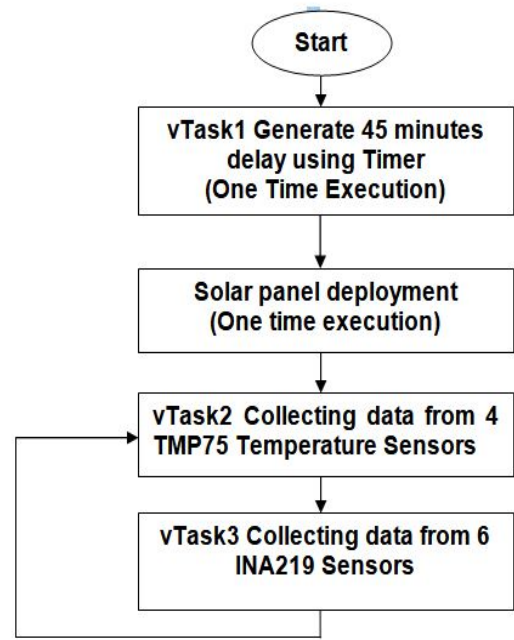 Start
vTask1 Generate 45 minutes
delay using Timer
(One Time Execution)
Solar panel deployment
(One time execution)
vTask2 Collecting data from 4
TMP75 Temperature Sensors
vTask3 Collecting data from 6
INA219 Sensors